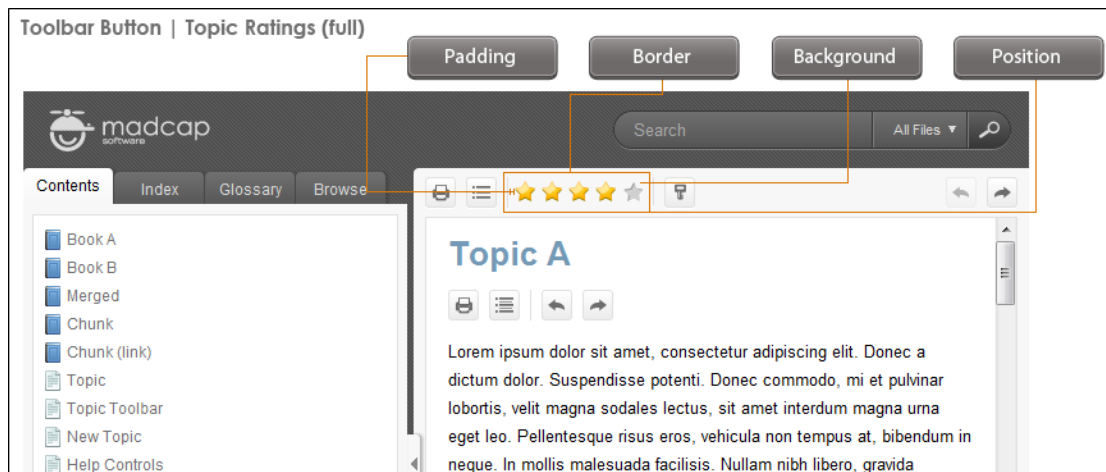 Toolbar Button | Topic Ratings (full)
Padding
Border
Background
Position
madcap
software
Search
All Files
Contents
Index
Glossary
Browse
Book A
Book B
Merged
Chunk
Chunk (link)
Topic
Topic Toolbar
New Topic
Help Controls
Topic A
Lorem ipsum dolor sit amet, consectetur adipiscing elit. Donec a
dictum dolor. Suspendisse potenti. Donec commodo, mi et pulvinar
lobortis, velit magna sodales lectus, sit amet interdum magna urna
eget leo. Pellentesque risus eros, vehicula non tempus at, bibendum in
neque. In mollis malesuada facilisis. Nullam nibh libero, gravida